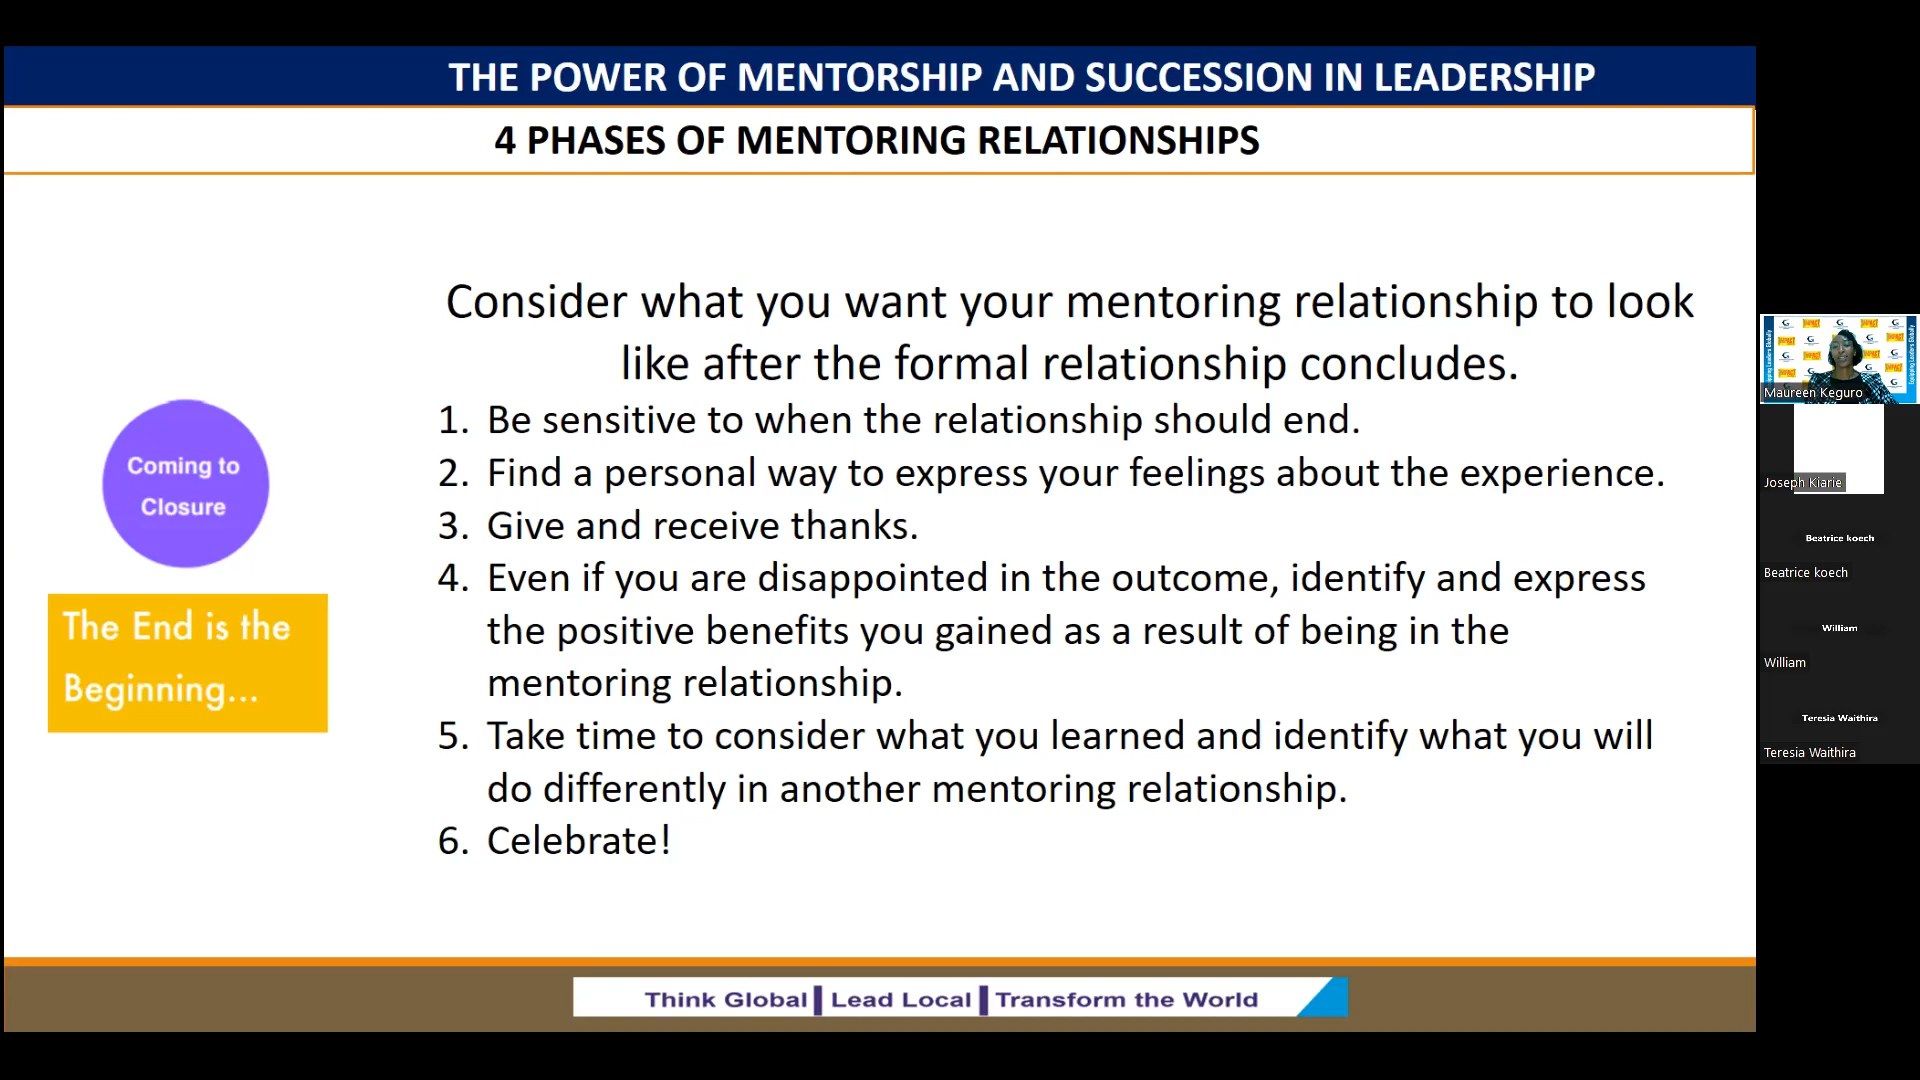 THE POWER OF MENTORSHIP AND SUCCESSION IN LEADERSHIP
4 PHASES OF MENTORING RELATIONSHIPS
Coming to
Closure
The End is the
Beginning...
Consider what you want your mentoring relationship to look
like after the formal relationship concludes.
1. Be sensitive to when the relationship should end.
2. Find a personal way to express your feelings about the experience.
3. Give and receive thanks.
4. Even if you are disappointed in the outcome, identify and express
the positive benefits you gained as a result of being in the
mentoring relationship.
5. Take time to consider what you learned and identify what you will
do differently in another mentoring relationship.
6. Celebrate!
Think Global Lead Local Transform the World
Maureen Keguro
Joseph Kiarie
Beatrice koech
Beatrice koech
William
William
Teresia Waithira
Teresia Waithira